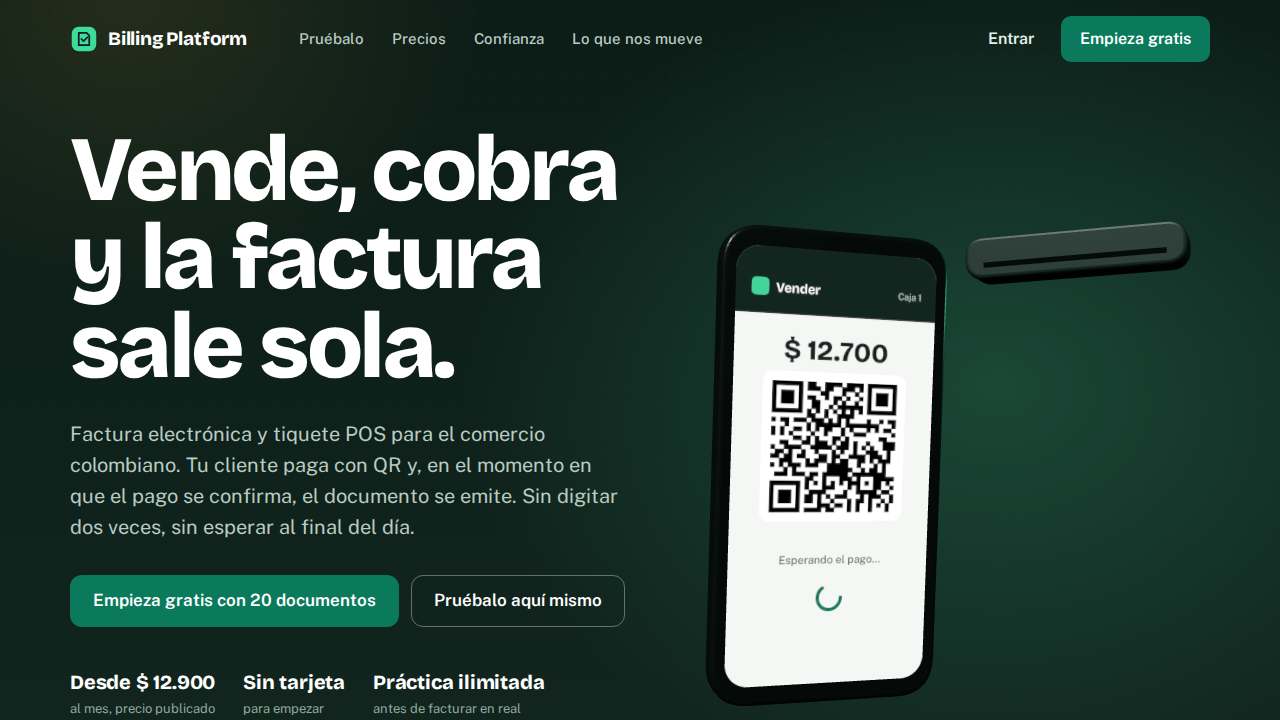 Billing Platform
Pruébalo
Precios
Confianza
Lo que nos mueve
Entrar
Empieza gratis
Vende, cobra
y la factura
sale sola.
Factura electrónica y tiquete POS para el comercio
colombiano. Tu cliente paga con QR y, en el momento en
que el pago se confirma, el documento se emite. Sin digitar
dos veces, sin esperar al final del día.
Empieza gratis con 20 documentos
Pruébalo aquí mismo
Desde $ 12.900
al mes, precio publicado
Sin tarjeta
para empezar
Práctica ilimitada
antes de facturar en real
Vender
Caja 1
$ 12.700
Esperando el pago...